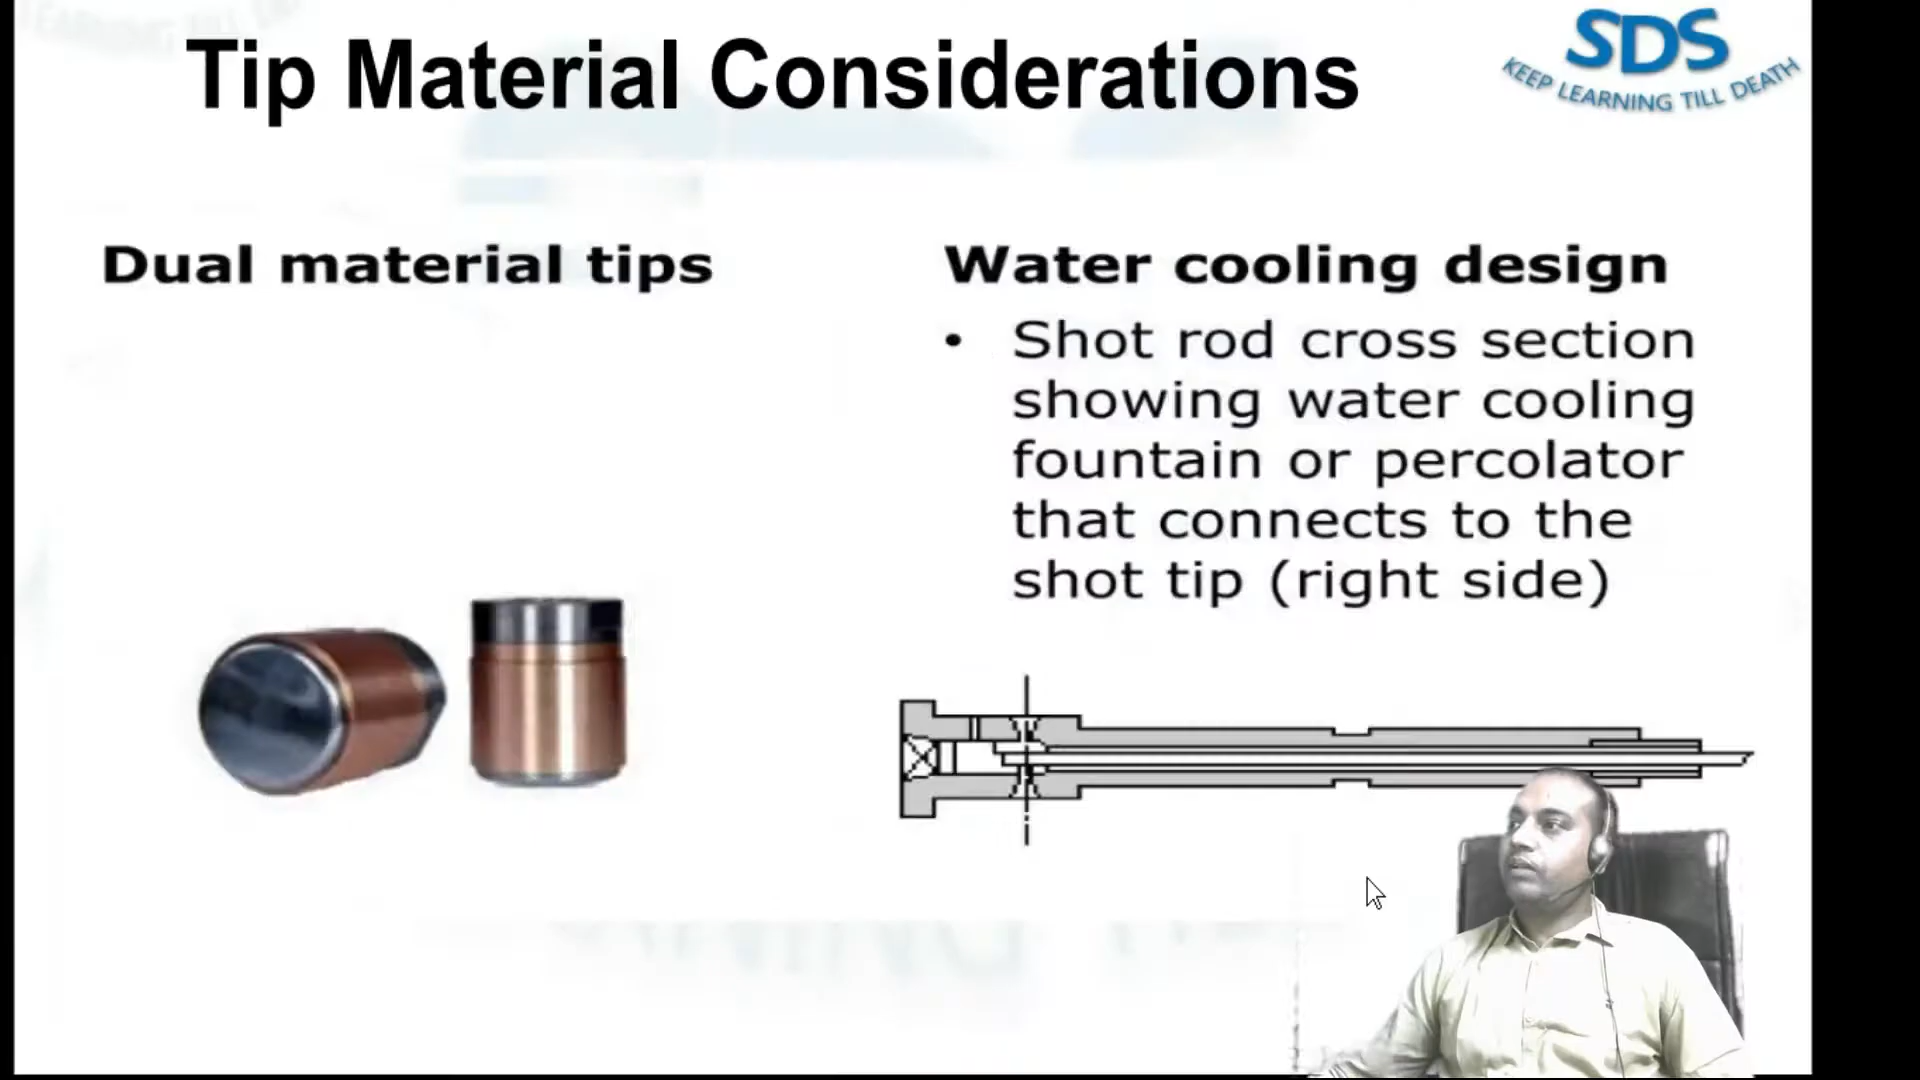 Tip Material Considerations
SDS
KEEP LEARNING TILL DEATH
Dual material tips
Water cooling design
• Shot rod cross section
showing water cooling
fountain or percolator
that connects to the
shot tip (right side)